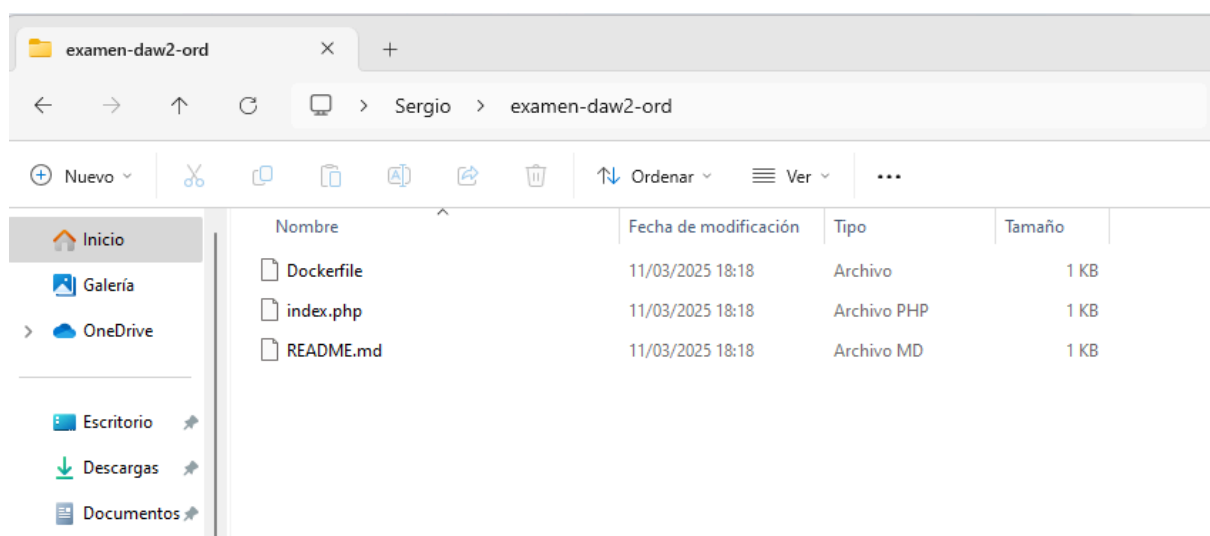 examen-daw2-ord
Sergio > examen-daw2-ord
Nuevo Ordenar Ver
Nombre Fecha de modificación Tipo Tamaño
Inicio
Galería
OneDrive
Escritorio
Descargas
Documentos
Dockerfile 11/03/2025 18:18 Archivo 1 KB
index.php 11/03/2025 18:18 Archivo PHP 1 KB
README.md 11/03/2025 18:18 Archivo MD 1 KB